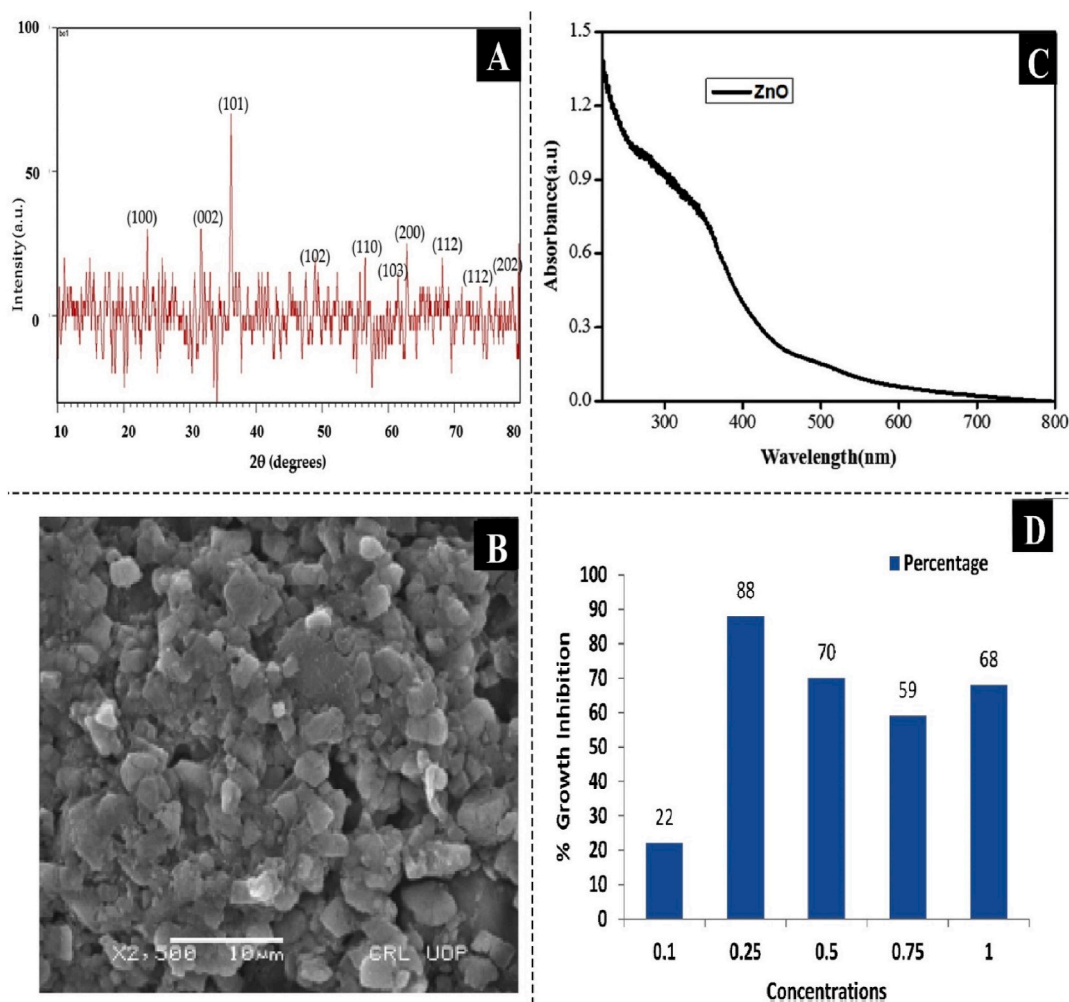 A
bs1
100
50
0
Intensity (a.u.)
(100)
(002)
(101)
(102)
(110)
(103)
(200)
(112)
(112)
(202)
10 20 30 40 50 60 70 80
2θ (degrees)
C
ZnO
1.5
1.2
0.9
0.6
0.3
0.0
Absorbance(a.u)
300 400 500 600 700 800
Wavelength(nm)
B
X2,500 10μm CRL UOP
D
Percentage
100
90
80
70
60
50
40
30
20
10
0
% Growth Inhibition
22
88
70
59
68
0.1 0.25 0.5 0.75 1
Concentrations